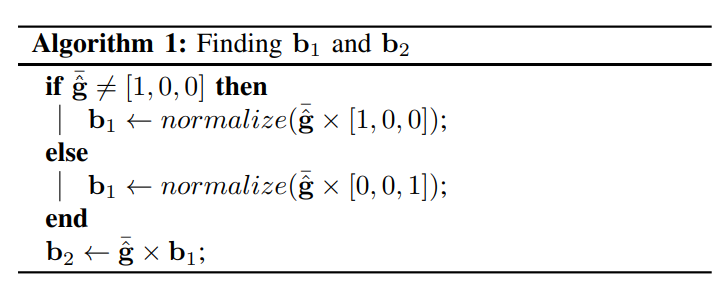 Algorithm 1: Finding b₁ and b₂
if ĝ̄ ≠ [1, 0, 0] then
b₁ ← normalize(ĝ̄ × [1, 0, 0]);
else
b₁ ← normalize(ĝ̄ × [0, 0, 1]);
end
b₂ ← ĝ̄ × b₁;